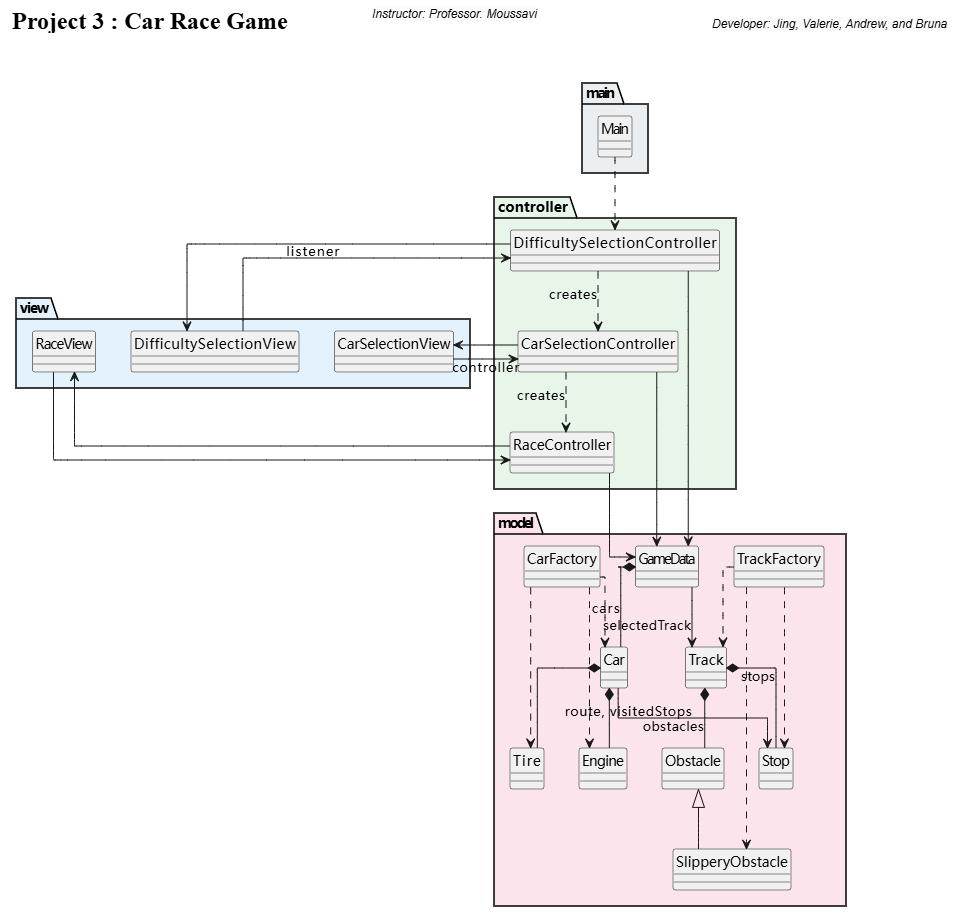 Project 3 : Car Race Game
Instructor: Professor. Moussavi
Developer: Jing, Valerie, Andrew, and Bruna
main
Main
controller
DifficultySelectionController
listener
creates
view
RaceView
DifficultySelectionView
CarSelectionView
CarSelectionController
controller
creates
RaceController
model
CarFactory
GameData
TrackFactory
cars
selectedTrack
Car
Track
stops
route, visitedStops
obstacles
Tire
Engine
Obstacle
Stop
SlipperyObstacle